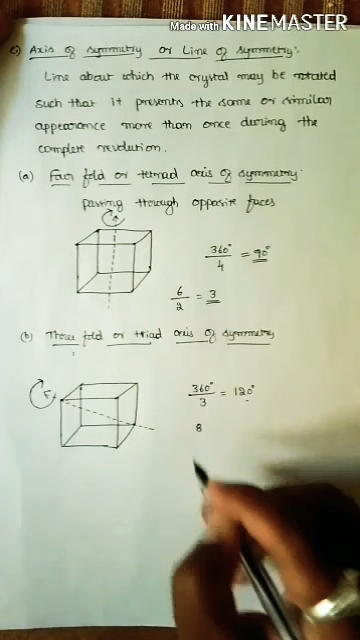 Made with KINEMASTER
c) Axis of symmetry or Line of symmetry:
Line about which the crystal may be rotated
such that it presents the same or similar
appearance more than once during the
complete revolution.
(a) Four fold or tetrad axis of symmetry:
passing through opposite faces
360°/4 = 90°
6/2 = 3
(b) Three fold or triad axis of symmetry
:
360°/3 = 120°
8